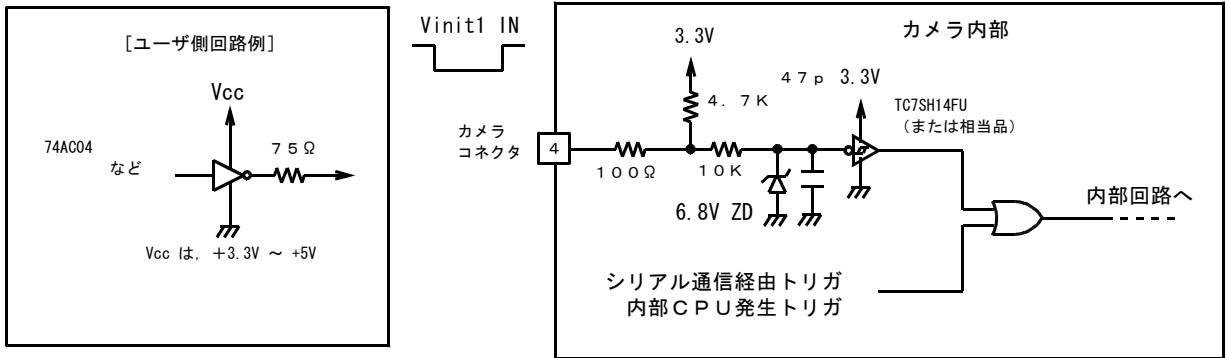 [ユーザ側回路例]
Vcc
74AC04
など
75Ω
Vcc は, +3.3V ~ +5V
Vinit1 IN
カメラ
コネクタ
4
カメラ内部
3.3V
4.7K
100Ω
10K
6.8V ZD
47p
3.3V
TC7SH14FU
(または相当品)
内部回路へ
シリアル通信経由トリガ
内部CPU発生トリガ